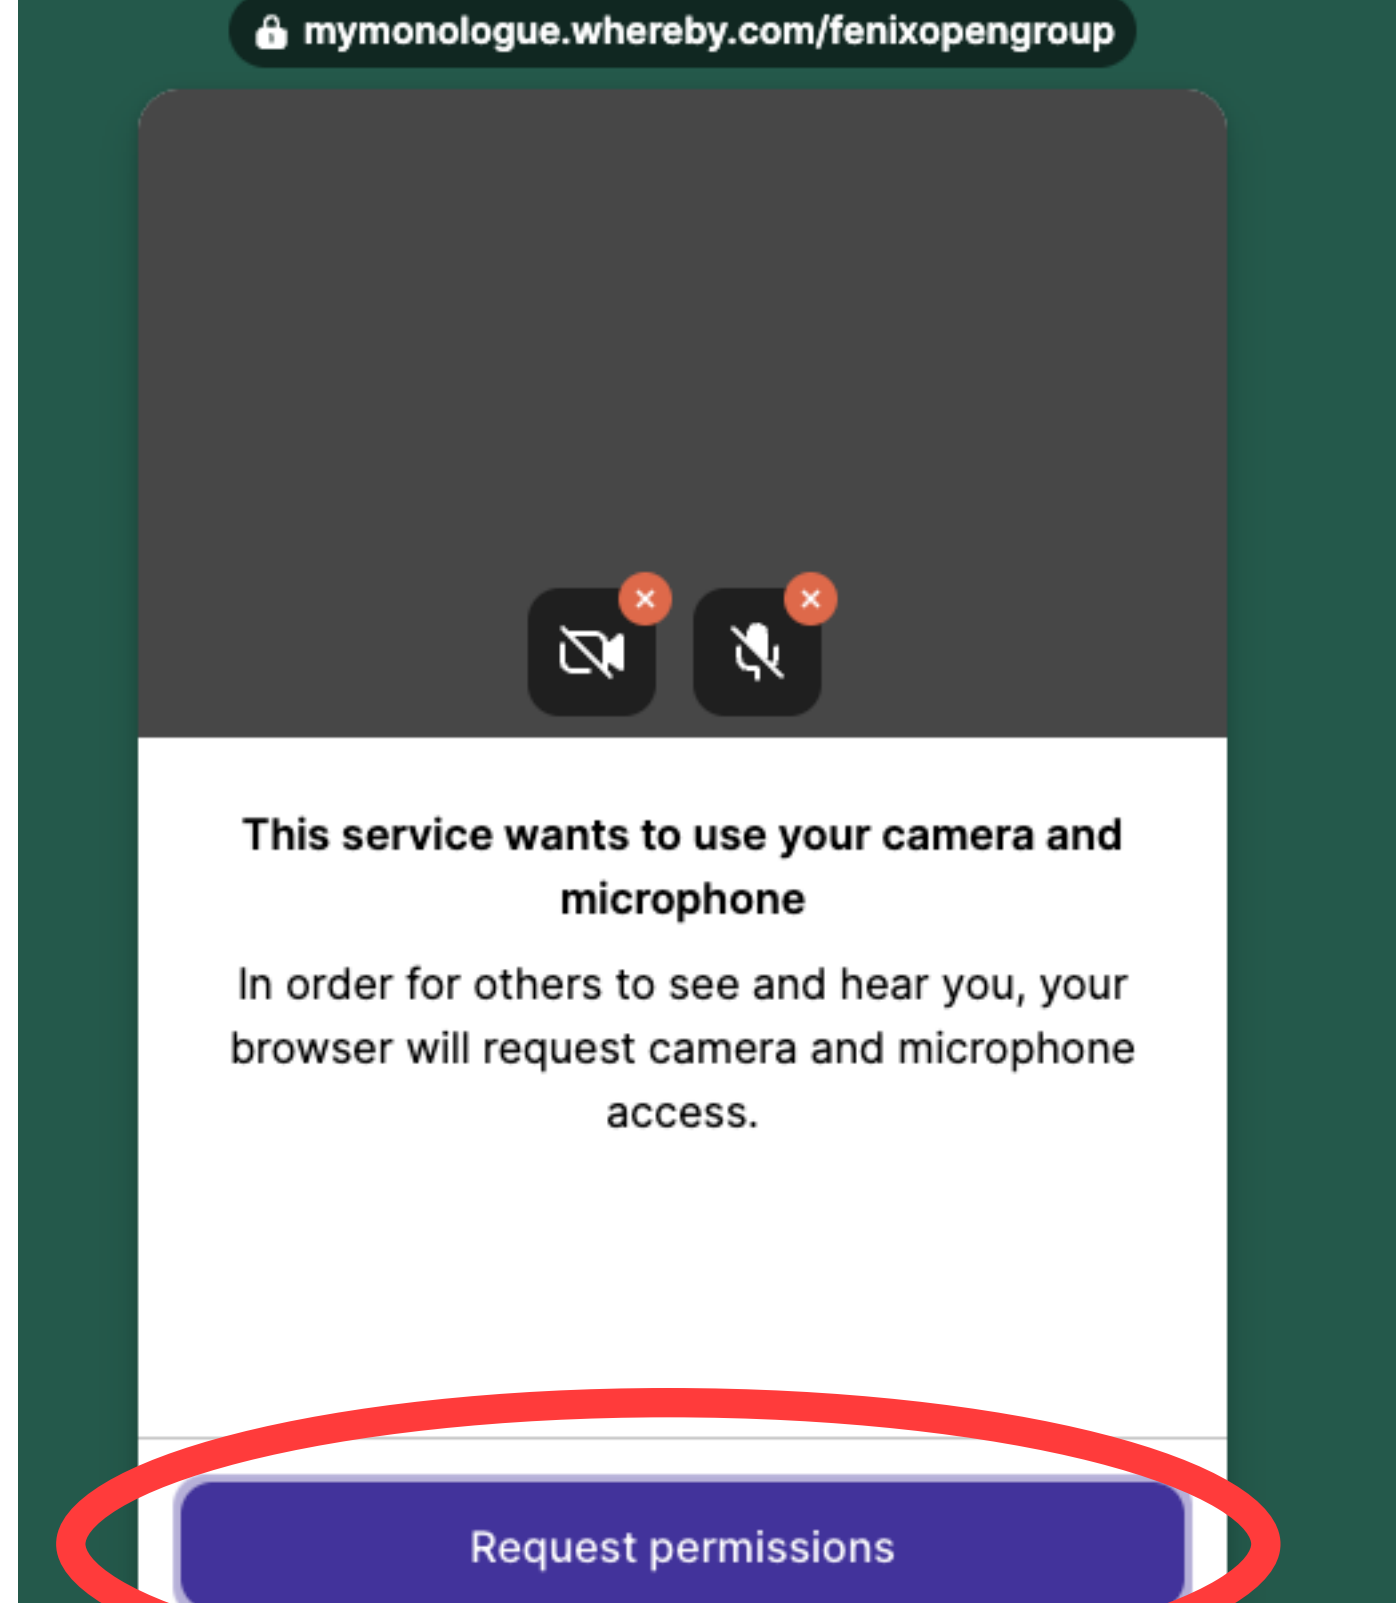 mymonologue.whereby.com/fenixopengroup
This service wants to use your camera and
microphone
In order for others to see and hear you, your
browser will request camera and microphone
access.
Request permissions